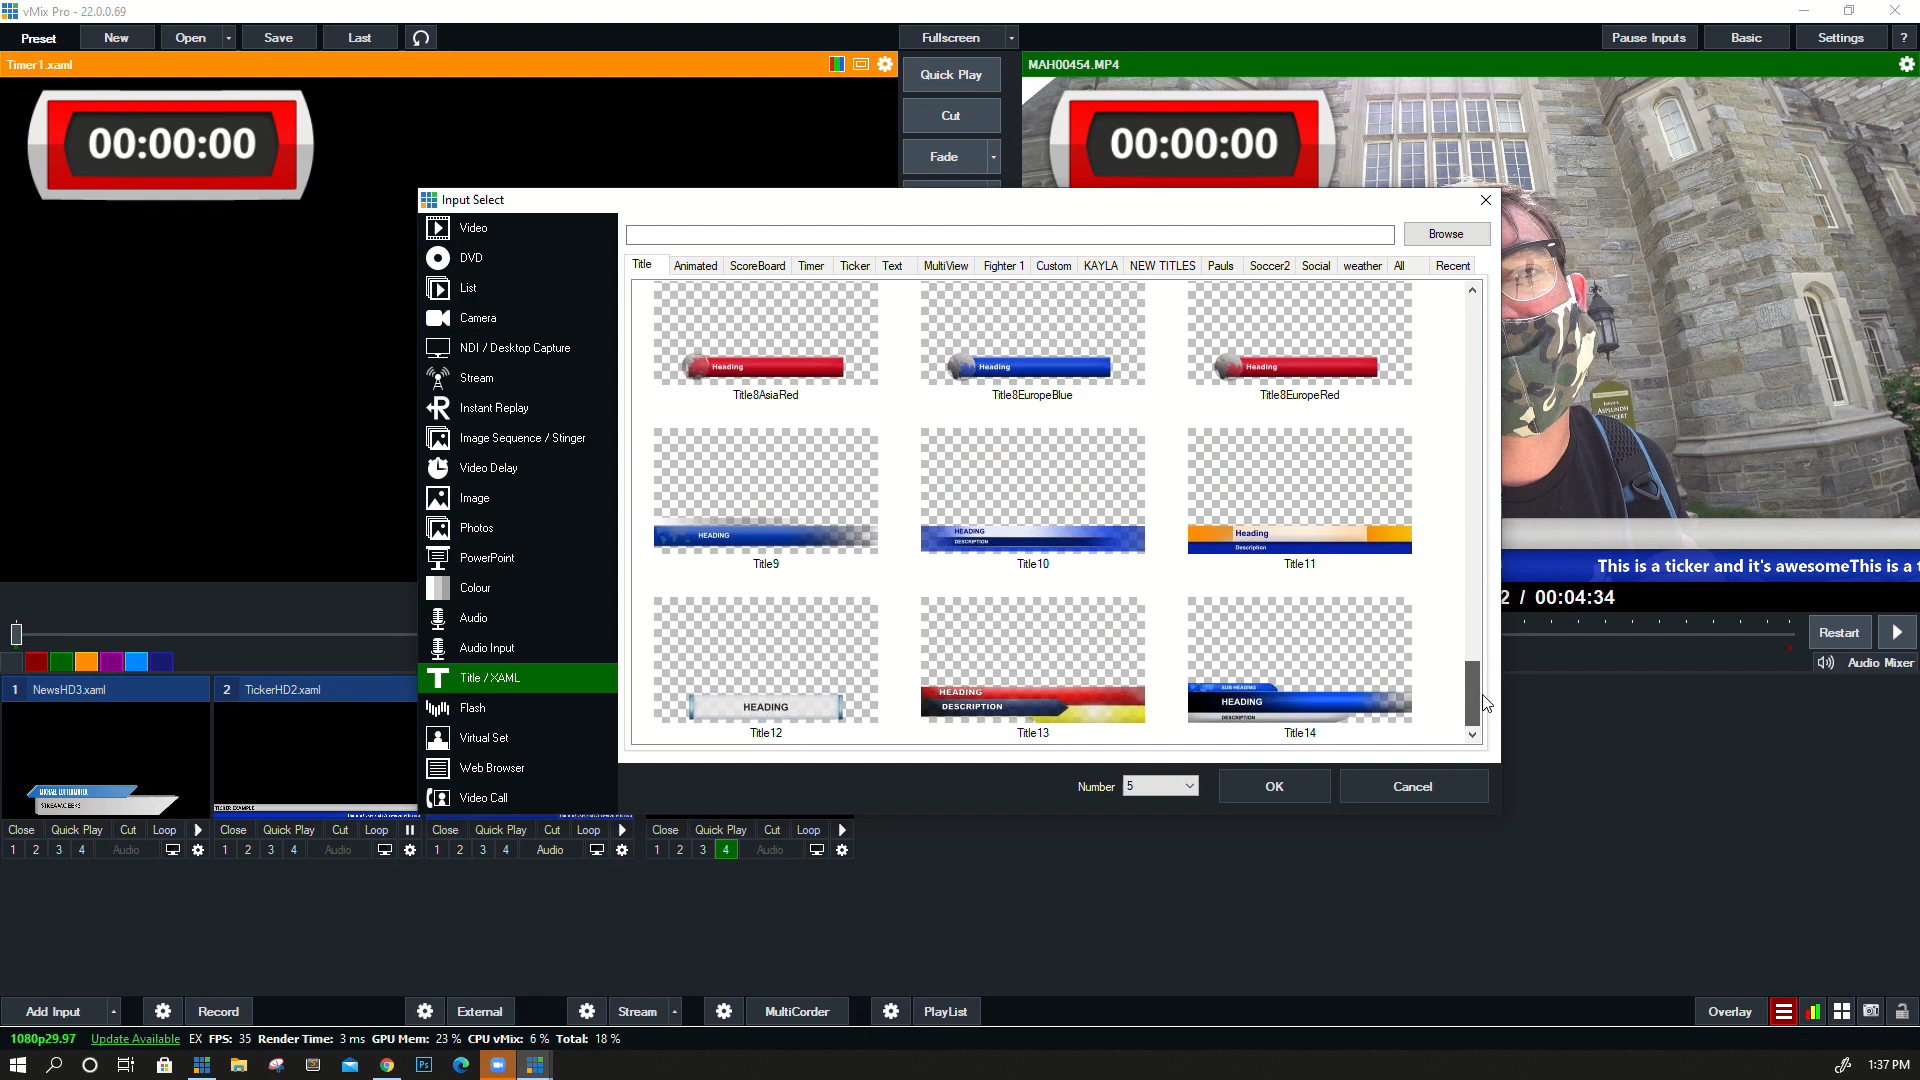 vMix Pro - 22.0.0.69
Preset
New
Open
Save
Last
Fullscreen
Pause Inputs
Basic
Settings
?
Timer1.xaml
MAH00454.MP4
00:00:00
Quick Play
Cut
Fade
00:00:00
Input Select
Video
DVD
List
Camera
NDI / Desktop Capture
Stream
Instant Replay
Image Sequence / Stinger
Video Delay
Image
Photos
PowerPoint
Colour
Audio
Audio Input
Title / XAML
Flash
Virtual Set
Web Browser
Video Call
Browse
Title
Animated
ScoreBoard
Timer
Ticker
Text
MultiView
Fighter 1
Custom
KAYLA
NEW TITLES
Pauls
Soccer2
Social
weather
All
Recent
Heading
Heading
Heading
Title8AsiaRed
Title8EuropeBlue
Title8EuropeRed
HEADING
HEADING
DESCRIPTION
Heading
Description
Title9
Title10
Title11
HEADING
HEADING
DESCRIPTION
SUB HEADING
HEADING
DESCRIPTION
Title12
Title13
Title14
Number
5
OK
Cancel
This is a ticker and it's awesomeThis is a t
2 / 00:04:34
Restart
Audio Mixer
1 NewsHD3.xaml
2 TickerHD2.xaml
STREAMGEEKS
TICKER EXAMPLE
Close Quick Play Cut Loop
Close Quick Play Cut Loop
Close Quick Play Cut Loop
Close Quick Play Cut Loop
1 2 3 4 Audio
1 2 3 4 Audio
1 2 3 4 Audio
1 2 3 4 Audio
Add Input
Record
External
Stream
MultiCorder
PlayList
Overlay
1080p29.97 Update Available EX FPS: 35 Render Time: 3 ms GPU Mem: 23 % CPU vMix: 6 % Total: 18 %
Ps
1:37 PM